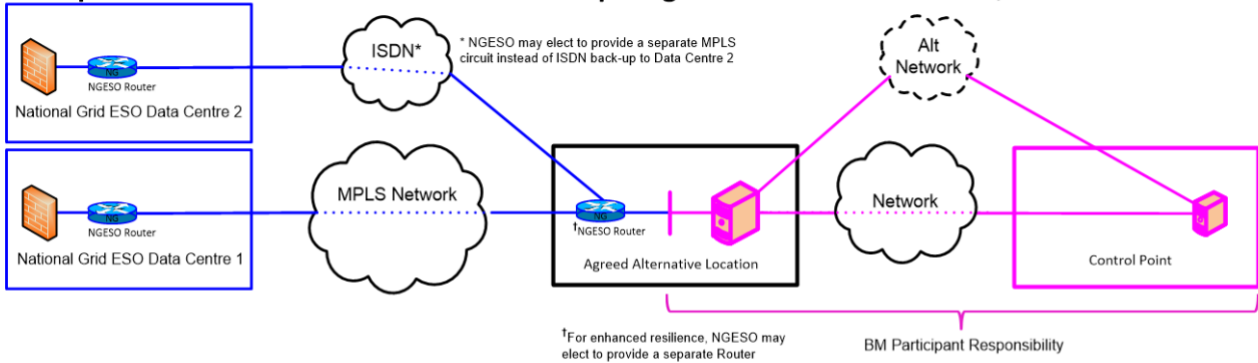 ISDN*
* NGESO may elect to provide a separate MPLS
circuit instead of ISDN back-up to Data Centre 2
Alt
Network
NG
NGESO Router
National Grid ESO Data Centre 2
MPLS Network
Network
NG
NGESO Router
National Grid ESO Data Centre 1
NG
†NGESO Router
Agreed Alternative Location
Control Point
†For enhanced resilience, NGESO may
elect to provide a separate Router
BM Participant Responsibility